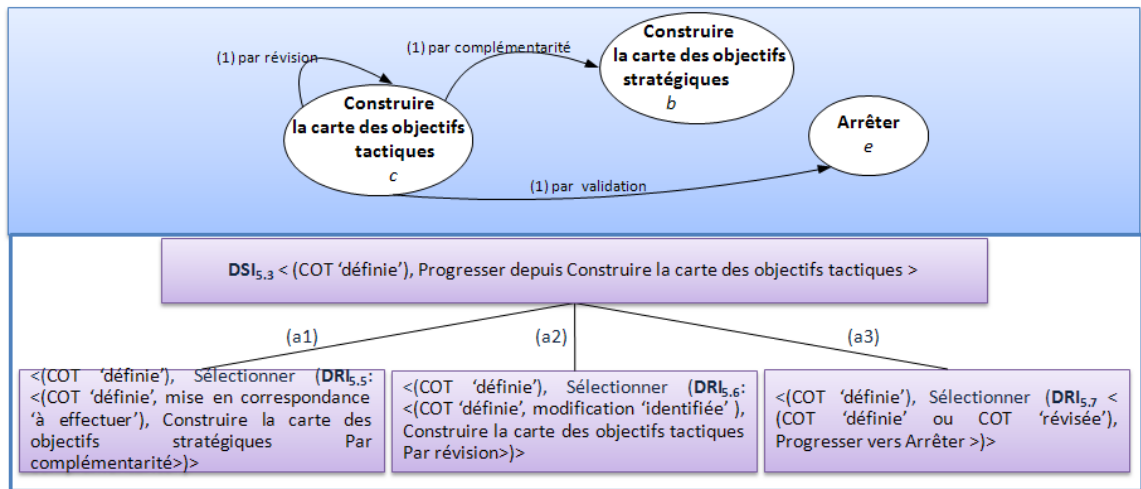 Construire
la carte des objectifs
stratégiques
b
(1) par complémentarité
(1) par révision
Construire
la carte des objectifs
tactiques
c
Arrêter
e
(1) par validation
DSI5.3 < (COT ‘définie’), Progresser depuis Construire la carte des objectifs tactiques >
(a1)
(a2)
(a3)
<(COT ‘définie’), Sélectionner (DRI5.5:
<(COT ‘définie’, mise en correspondance
‘à effectuer’), Construire la carte des
objectifs stratégiques Par
complémentarité>)>
<(COT ‘définie’), Sélectionner (DRI5.6:
<(COT ‘définie’, modification ‘identifiée’ ),
Construire la carte des objectifs tactiques
Par révision>)>
<(COT ‘définie’), Sélectionner (DRI5.7 <
(COT ‘définie’ ou COT ‘révisée’),
Progresser vers Arrêter >)>